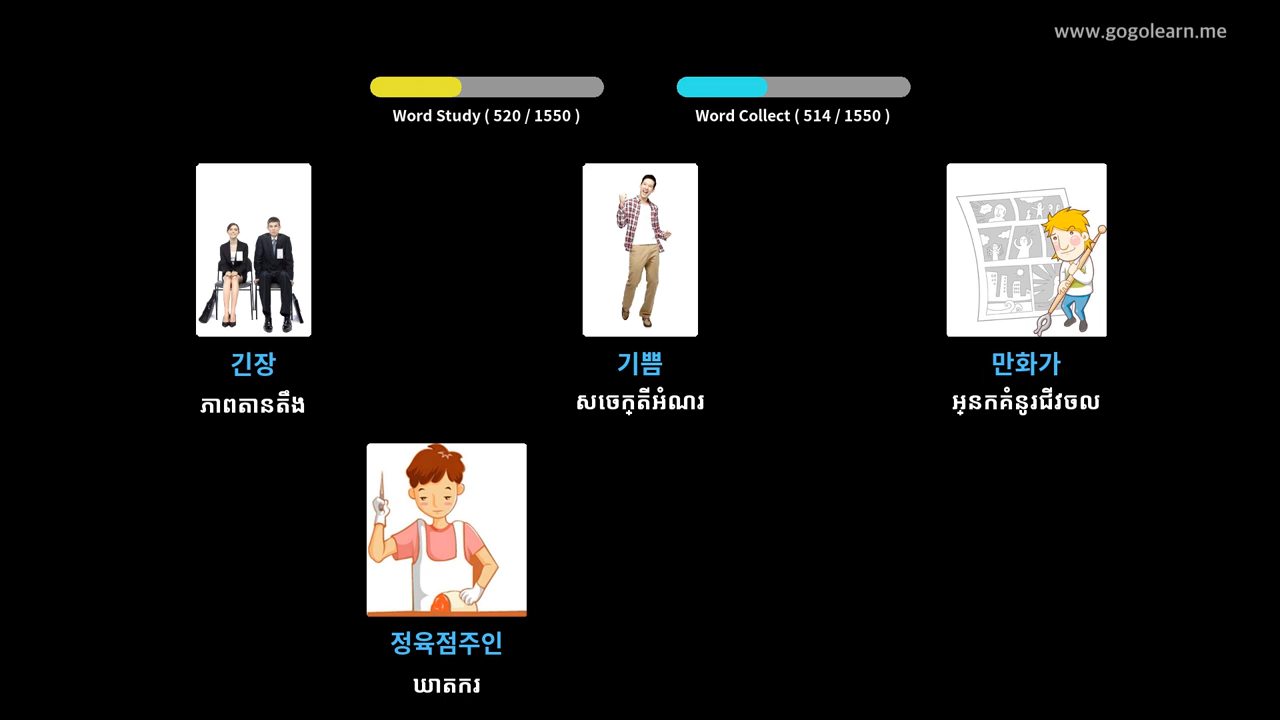 www.gogolearn.me
Word Study ( 520 / 1550 )
Word Collect ( 514 / 1550 )
긴장
ភាពតានតឹង
기쁨
សចេក្តីអំណរ
만화가
អ្នកគំនូរជីវចល
정육점주인
ឃាតករ